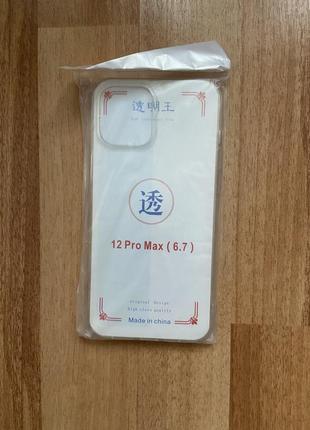 透明王
透
12 Pro Max ( 6.7 )
original design
high class quality
Made in china